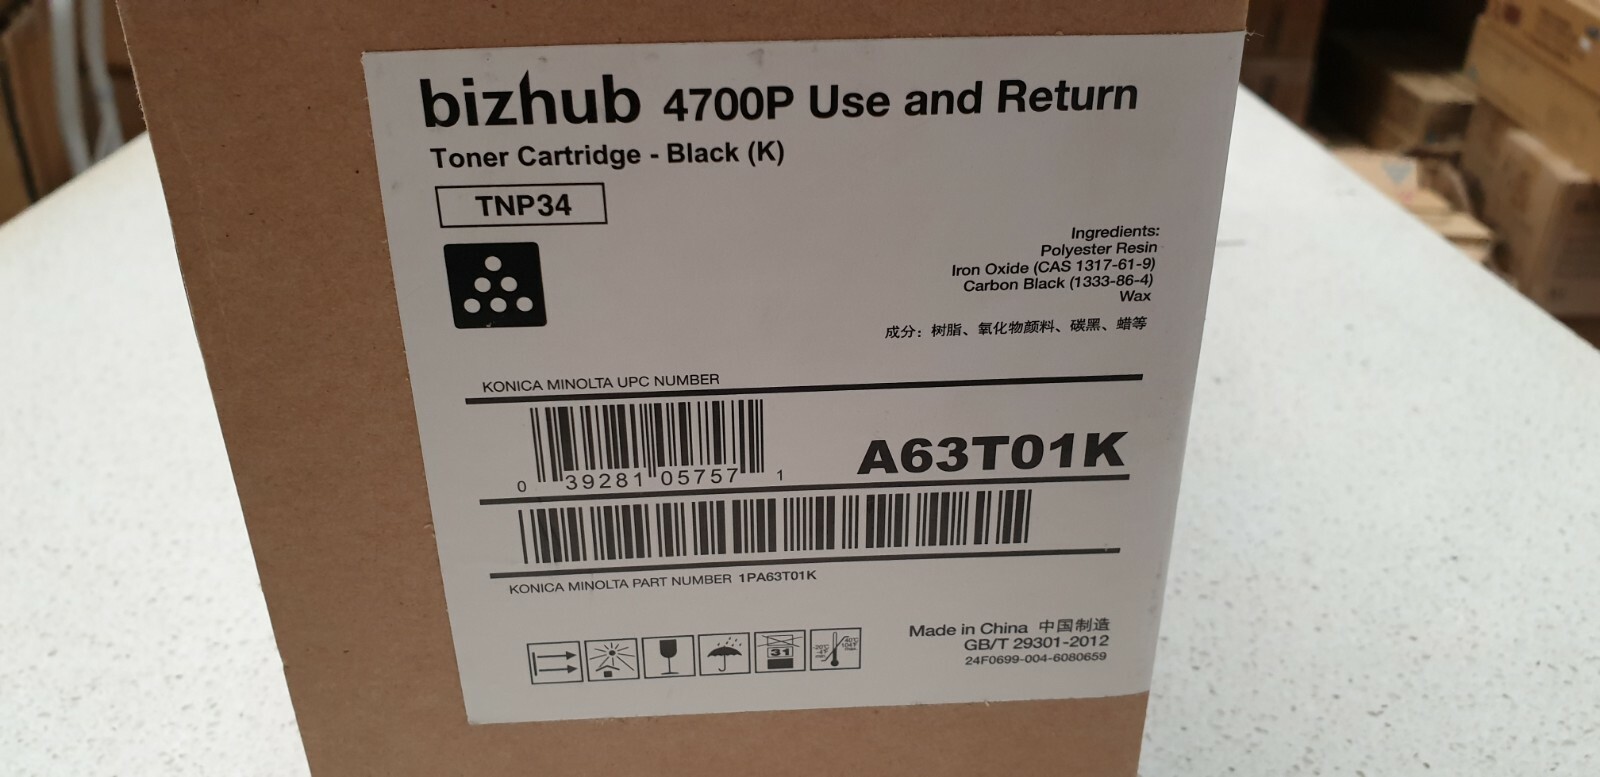 bizhub 4700P Use and Return
Toner Cartridge - Black (K)
TNP34
Ingredients:
Polyester Resin
Iron Oxide (CAS 1317-61-9)
Carbon Black (1333-86-4)
Wax
成分：树脂、氧化物颜料、碳黑、蜡等
KONICA MINOLTA UPC NUMBER
0 39281 05757 1
A63T01K
KONICA MINOLTA PART NUMBER 1PA63T01K
31
Made in China 中国制造
GB/T 29301-2012
24F0699-004-6080659